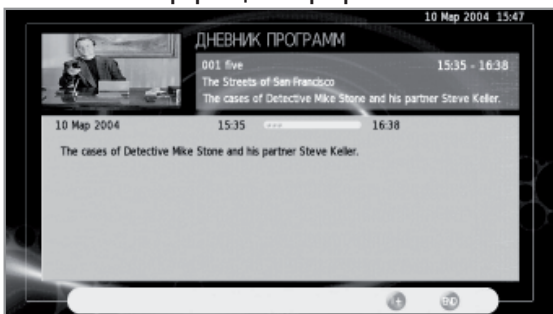 10 Мар 2004 15:47
ДНЕВНИК ПРОГРАММ
001 five 15:35 - 16:38
The Streets of San Francisco
The cases of Detective Mike Stone and his partner Steve Keller.
10 Мар 2004 15:35 16:38
The cases of Detective Mike Stone and his partner Steve Keller.
i+ END